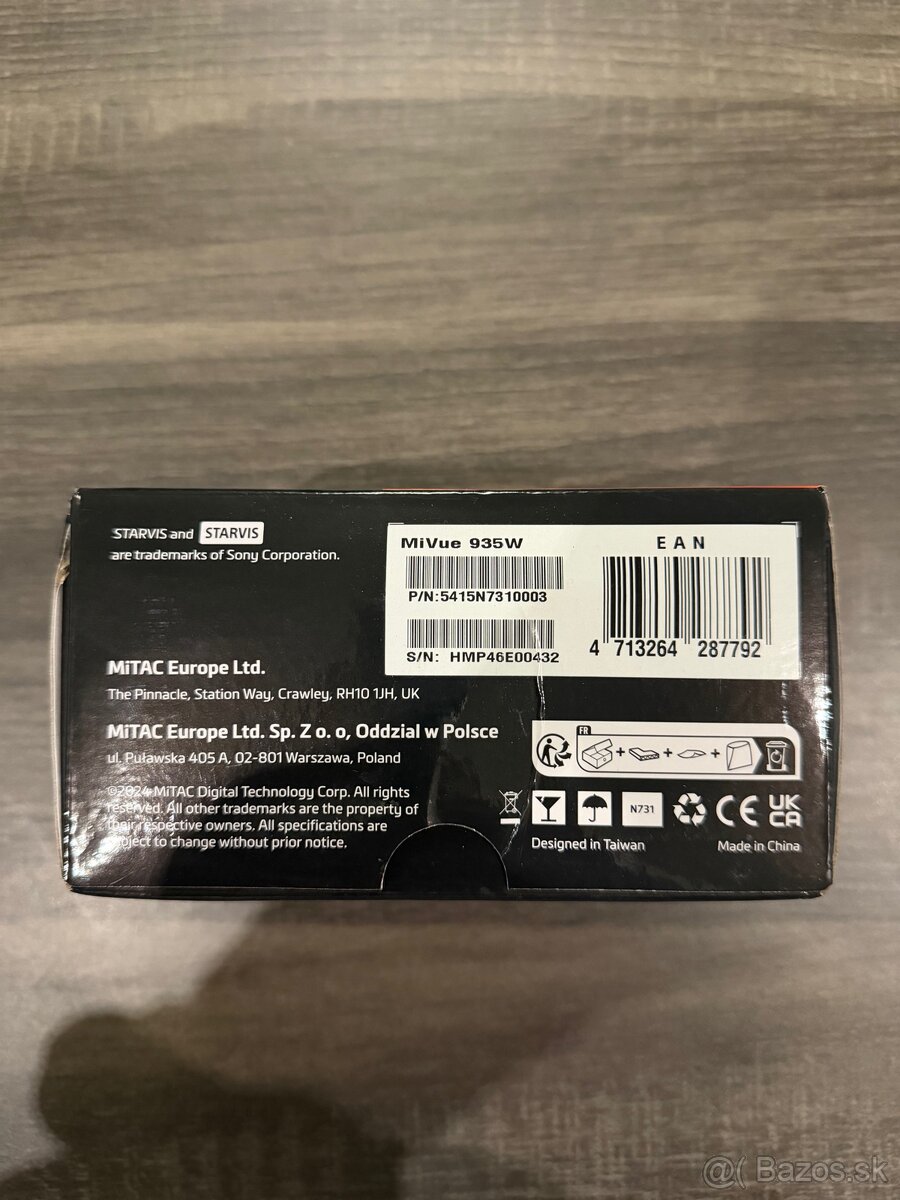 STARVIS and STARVIS
are trademarks of Sony Corporation.
MiVue 935W
P/N:5415N7310003
S/N: HMP46E00432
EAN
4 713264 287792
MiTAC Europe Ltd.
The Pinnacle, Station Way, Crawley, RH10 1JH, UK
MiTAC Europe Ltd. Sp. Z o. o, Oddzial w Polsce
ul. Puławska 405 A, 02-801 Warszawa, Poland
©2024 MiTAC Digital Technology Corp. All rights
reserved. All other trademarks are the property of
their respective owners. All specifications are
subject to change without prior notice.
FR
N731
CE
UK
CA
Designed in Taiwan
Made in China
@( Bazos.sk